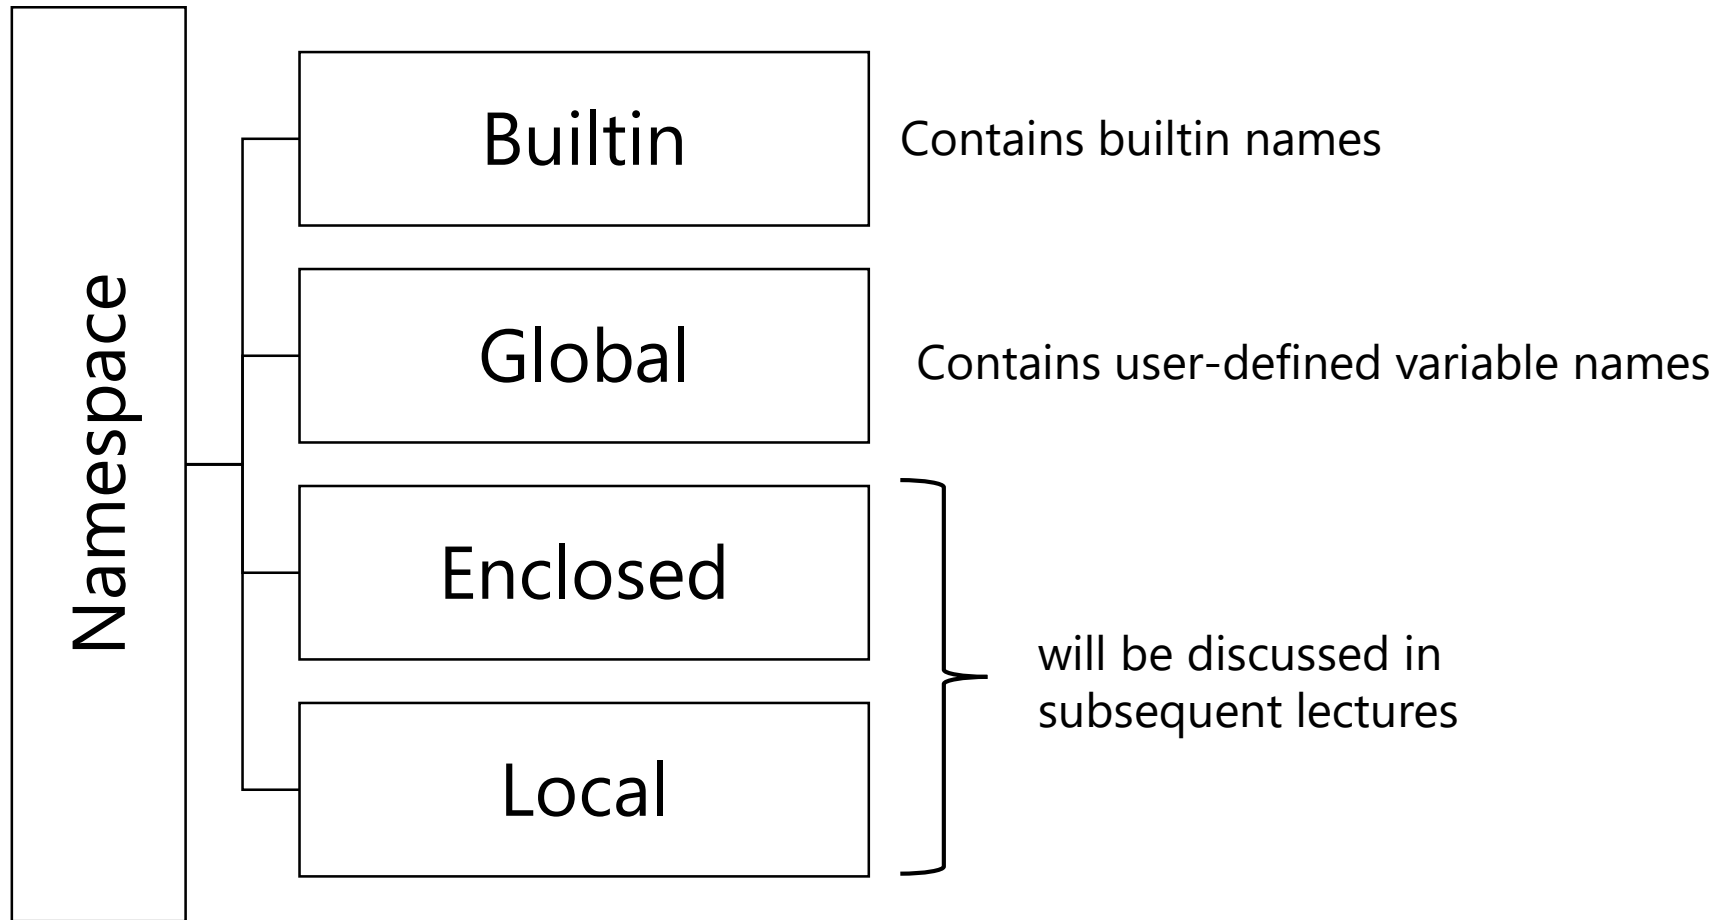 Namespace
Builtin
Contains builtin names
Global
Contains user-defined variable names
Enclosed
Local
will be discussed in
subsequent lectures